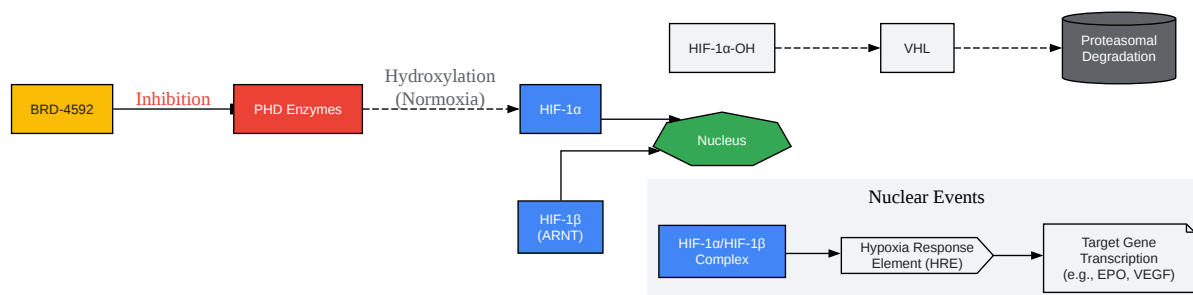 HIF-1α-OH
VHL
Proteasomal
Degradation
BRD-4592
Inhibition
PHD Enzymes
Hydroxylation
(Normoxia)
HIF-1α
Nucleus
HIF-1β
(ARNT)
Nuclear Events
HIF-1α/HIF-1β
Complex
Hypoxia Response
Element (HRE)
Target Gene
Transcription
(e.g., EPO, VEGF)